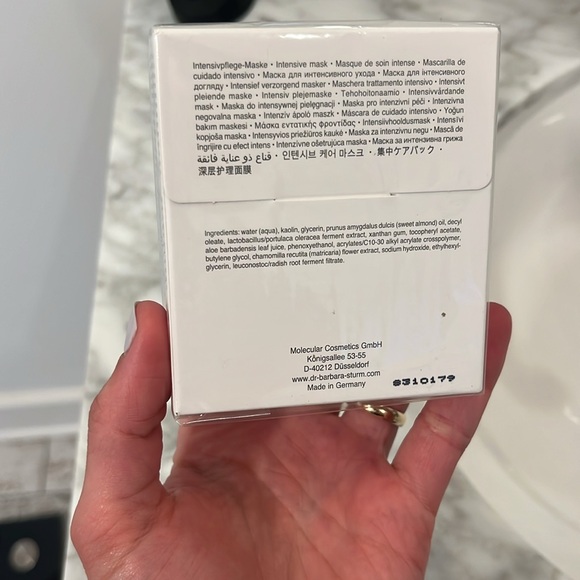 Intensivpflege-Maske • Intensive mask • Masque de soin intense • Mascarilla de
cuidado intensivo • Маска для интенсивного ухода • Маска для інтенсивного
догляду • Intensief verzorgend masker • Maschera trattamento intensivo • Intensivt
pleiende maske • Intensiv plejemaske • Tehohoitonaamio • Intensivvårdande
mask • Maska do intensywnej pielęgnacji • Maska pro intenzivní péči • Intenzívna
negovalna maska • Intenzív ápoló maszk • Máscara de cuidado intensivo • Yoğun
bakım maskesi • Μάσκα εντατικής φροντίδας • Intensiivhooldusmask • Intensīvi
kopjoša maska • Intensyvios priežiūros kaukė • Maska za intenzivnu negu • Mască de
îngrijire cu efect intens • Intenzivne ošetrujúca maska • Маска за интензивна грижа
قناع ذو عناية فائقة • 인텐시브 케어 마스크 • 集中ケアパック •
深层护理面膜
Ingredients: water (aqua), kaolin, glycerin, prunus amygdalus dulcis (sweet almond) oil, decyl
oleate, lactobacillus/portulaca oleracea ferment extract, xanthan gum, tocopheryl acetate,
aloe barbadensis leaf juice, phenoxyethanol, acrylates/C10-30 alkyl acrylate crosspolymer,
butylene glycol, chamomilla recutita (matricaria) flower extract, sodium hydroxide, ethylhexyl-
glycerin, leuconostoc/radish root ferment filtrate.
Molecular Cosmetics GmbH
Königsallee 53-55
D-40212 Düsseldorf
www.dr-barbara-sturm.com
Made in Germany
S310179